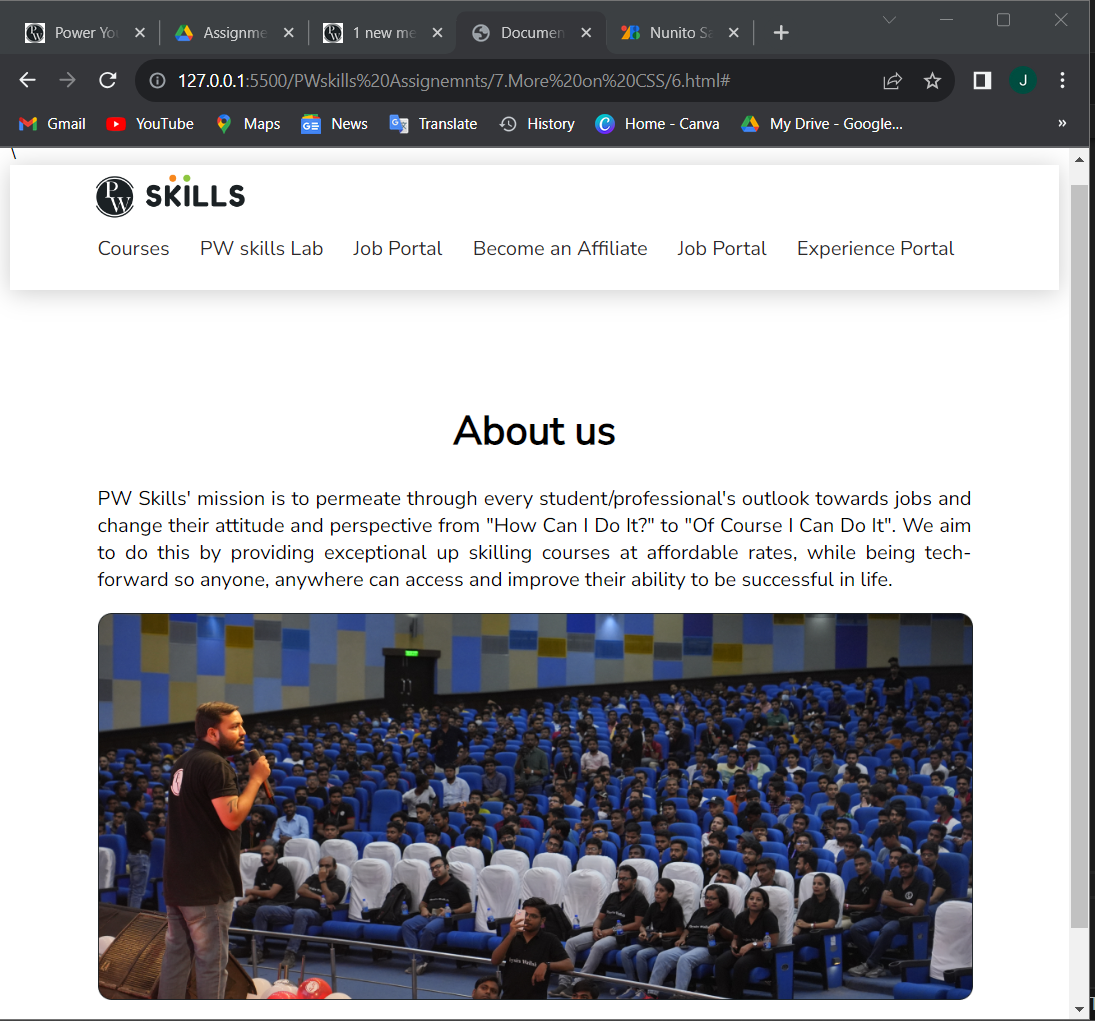 Power You
Assignme
1 new me
Documen
Nunito Sa
127.0.0.1:5500/PWskills%20Assignemnts/7.More%20on%20CSS/6.html#
J
Gmail
YouTube
Maps
News
Translate
History
Home - Canva
My Drive - Google...
»
\
PW SKILLS
Courses
PW skills Lab
Job Portal
Become an Affiliate
Job Portal
Experience Portal
About us
PW Skills' mission is to permeate through every student/professional's outlook towards jobs and
change their attitude and perspective from "How Can I Do It?" to "Of Course I Can Do It". We aim
to do this by providing exceptional up skilling courses at affordable rates, while being tech-
forward so anyone, anywhere can access and improve their ability to be successful in life.